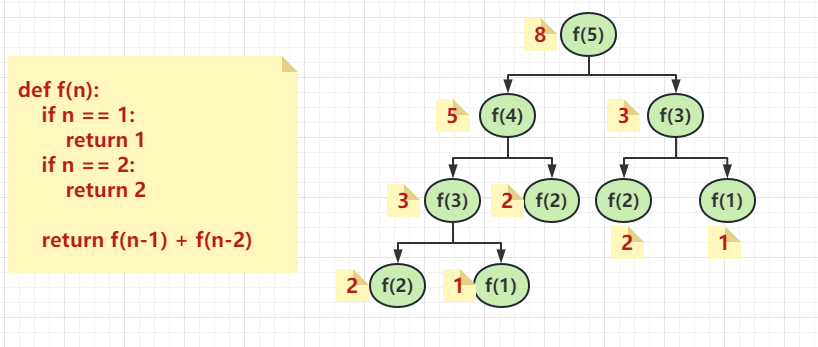 def f(n):
if n == 1:
return 1
if n == 2:
return 2
return f(n-1) + f(n-2)
8 f(5)
5 f(4) 3 f(3)
3 f(3) 2 f(2) f(2) f(1)
2 1
2 f(2) 1 f(1)